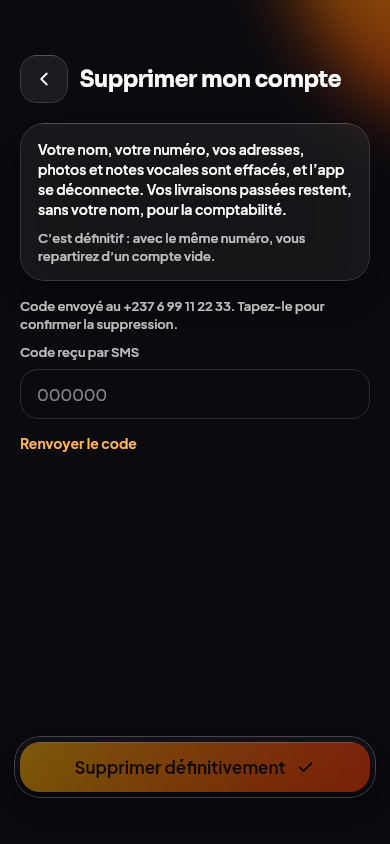 Supprimer mon compte
Votre nom, votre numéro, vos adresses,
photos et notes vocales sont effacés, et l’app
se déconnecte. Vos livraisons passées restent,
sans votre nom, pour la comptabilité.
C’est définitif : avec le même numéro, vous
repartirez d’un compte vide.
Code envoyé au +237 6 99 11 22 33. Tapez-le pour
confirmer la suppression.
Code reçu par SMS
000000
Renvoyer le code
Supprimer définitivement